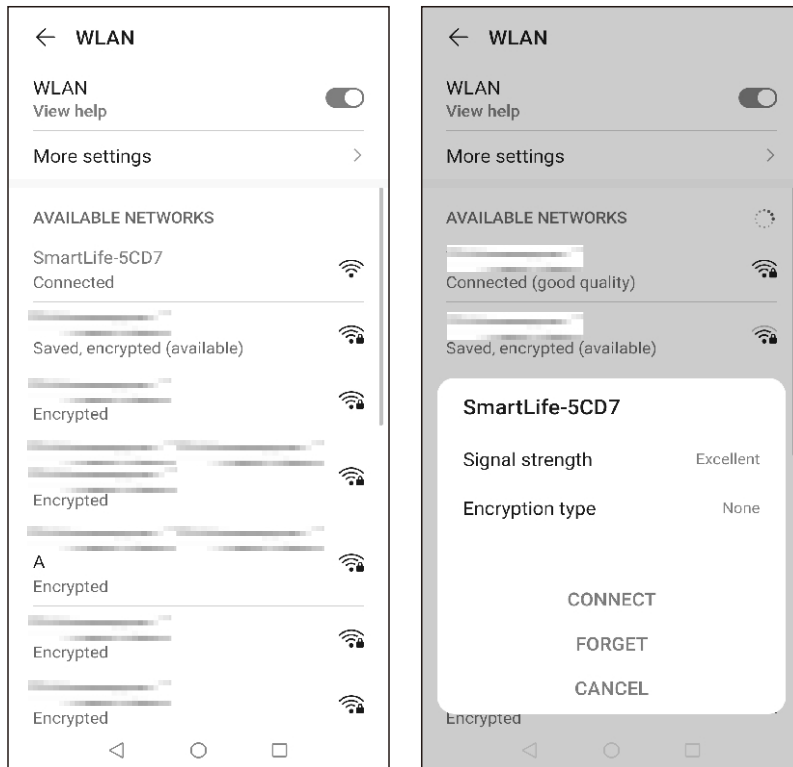 WLAN
WLAN
View help
More settings
AVAILABLE NETWORKS
SmartLife-5CD7
Connected
Saved, encrypted (available)
Encrypted
Encrypted
A
Encrypted
Encrypted
Encrypted
WLAN
WLAN
View help
More settings
AVAILABLE NETWORKS
Connected (good quality)
Saved, encrypted (available)
SmartLife-5CD7
Signal strength Excellent
Encryption type None
CONNECT
FORGET
CANCEL
Encrypted